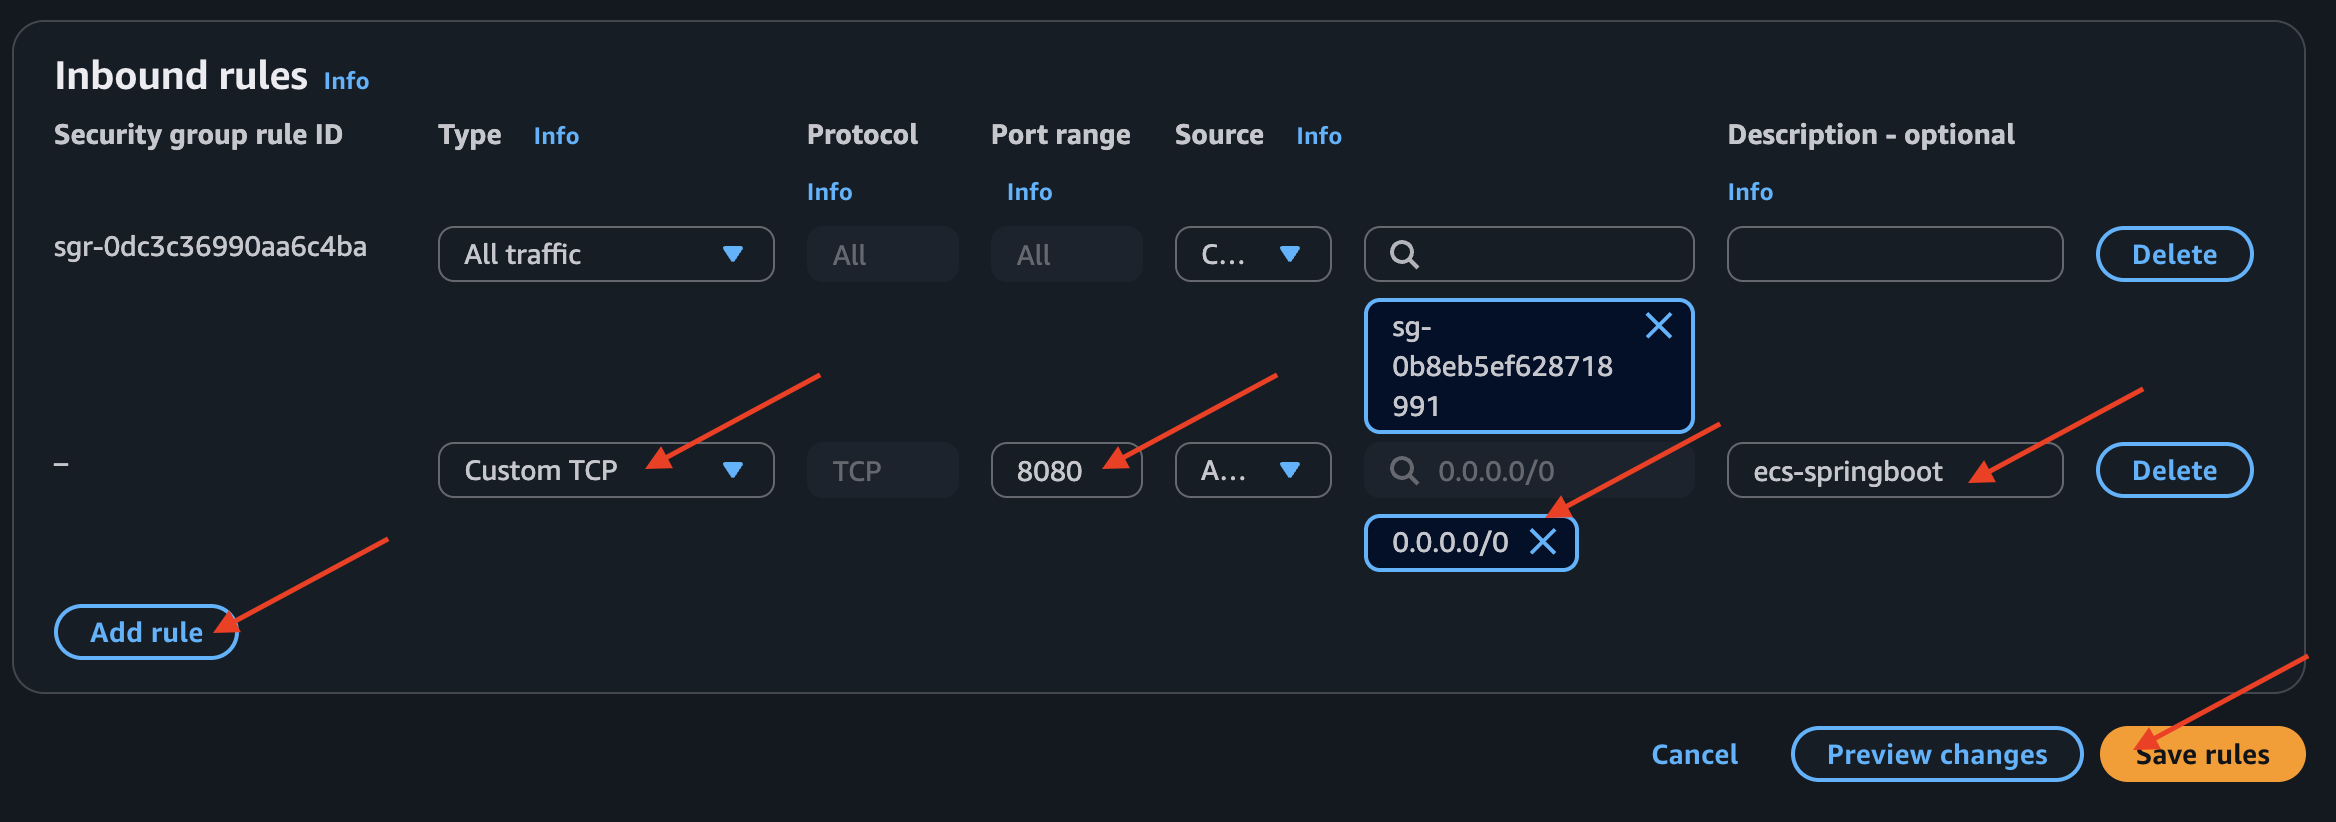 Inbound rules Info
Security group rule ID Type Info Protocol Port range Source Info Description - optional
Info Info Info
sgr-0dc3c36990aa6c4ba All traffic All All C... Delete
sg-
0b8eb5ef628718
991
– Custom TCP TCP 8080 A... 0.0.0.0/0 ecs-springboot Delete
0.0.0.0/0
Add rule
Cancel Preview changes Save rules